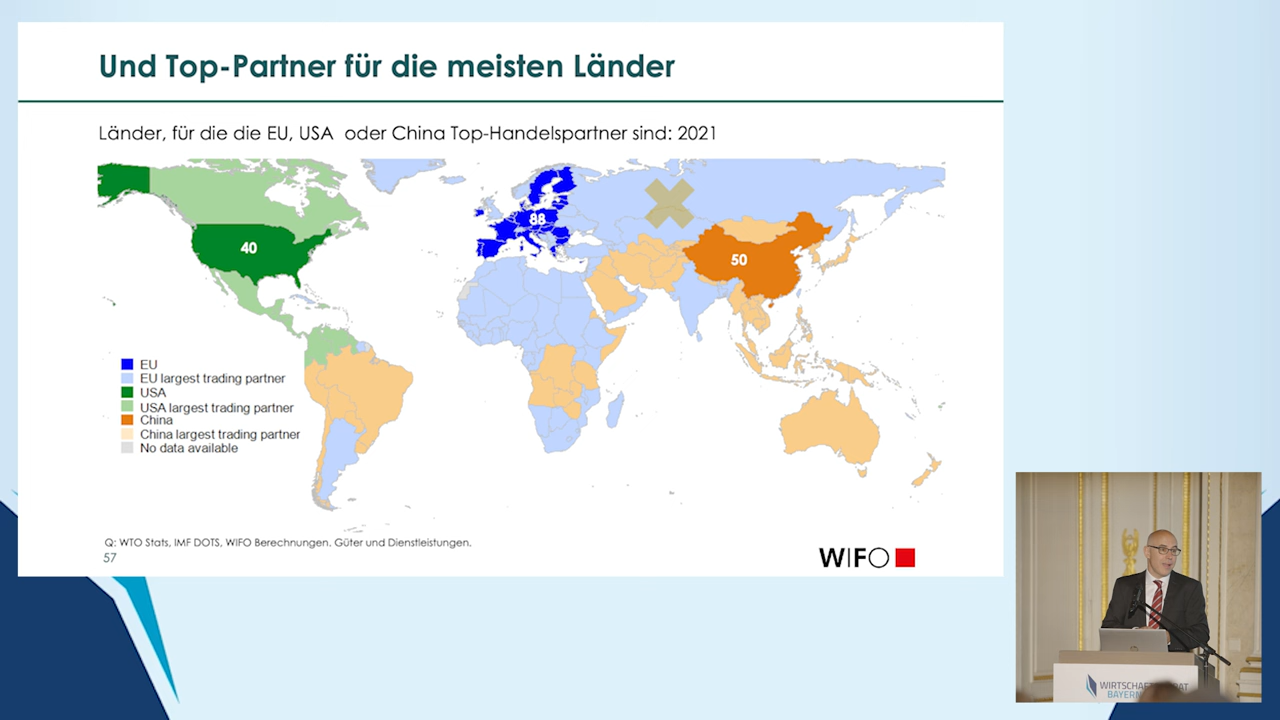 Und Top-Partner für die meisten Länder
Länder, für die die EU, USA oder China Top-Handelspartner sind: 2021
88
40
50
EU
EU largest trading partner
USA
USA largest trading partner
China
China largest trading partner
No data available
Q: WTO Stats, IMF DOTS, WIFO Berechnungen. Güter und Dienstleistungen.
57
WIFO
BAYERN